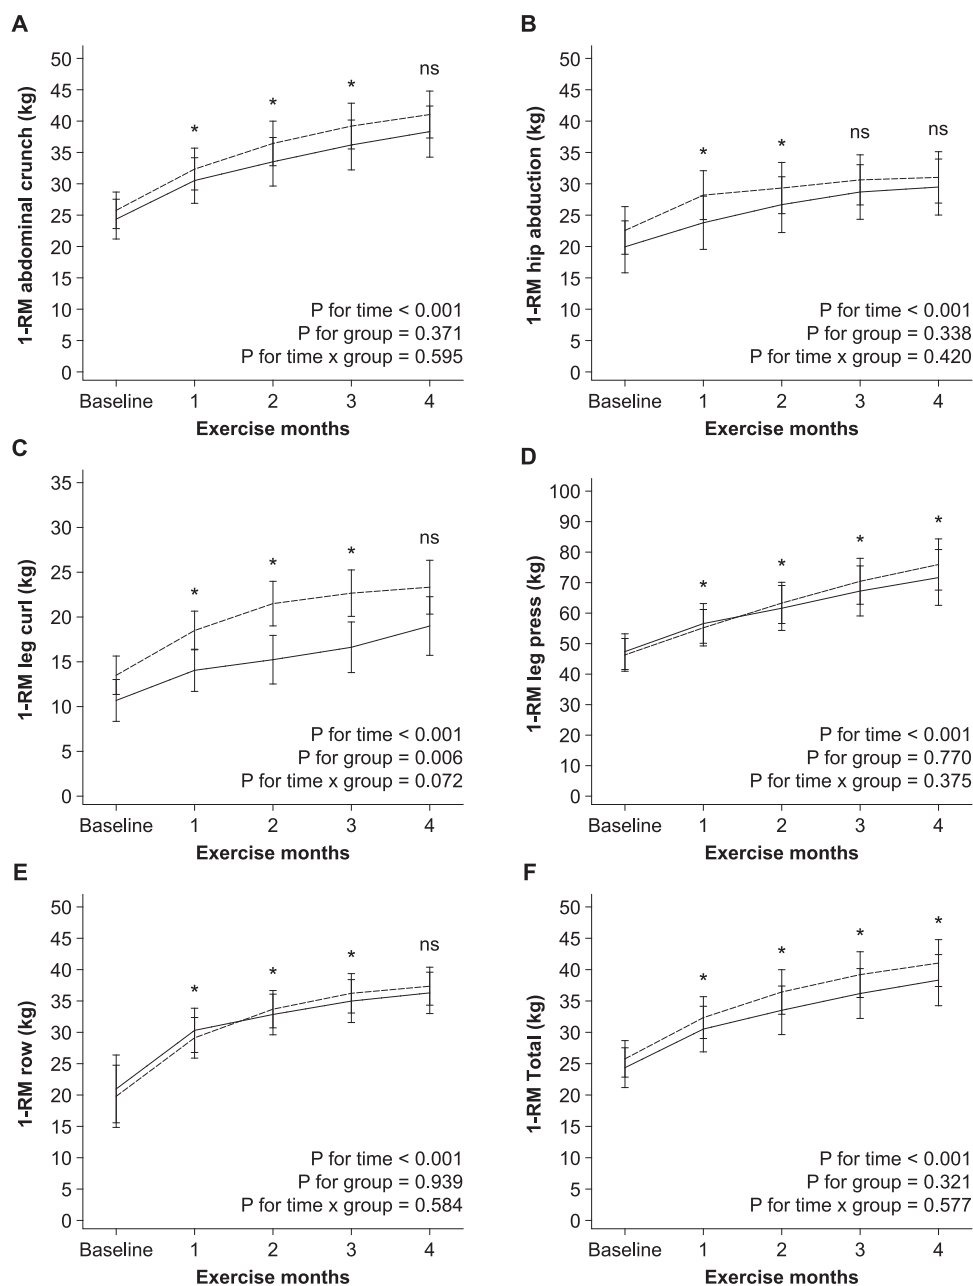 A
50
45
40
35
30
25
20
15
10
5
0
1-RM abdominal crunch (kg)
* * * ns
P for time < 0.001
P for group = 0.371
P for time x group = 0.595
Baseline 1 2 3 4
Exercise months
B
50
45
40
35
30
25
20
15
10
5
0
1-RM hip abduction (kg)
* * ns ns
P for time < 0.001
P for group = 0.338
P for time x group = 0.420
Baseline 1 2 3 4
Exercise months
C
35
30
25
20
15
10
5
0
1-RM leg curl (kg)
* * * ns
P for time < 0.001
P for group = 0.006
P for time x group = 0.072
Baseline 1 2 3 4
Exercise months
D
100
90
80
70
60
50
40
30
20
10
0
1-RM leg press (kg)
* * * *
P for time < 0.001
P for group = 0.770
P for time x group = 0.375
Baseline 1 2 3 4
Exercise months
E
50
45
40
35
30
25
20
15
10
5
0
1-RM row (kg)
* * * ns
P for time < 0.001
P for group = 0.939
P for time x group = 0.584
Baseline 1 2 3 4
Exercise months
F
50
45
40
35
30
25
20
15
10
5
0
1-RM Total (kg)
* * * *
P for time < 0.001
P for group = 0.321
P for time x group = 0.577
Baseline 1 2 3 4
Exercise months